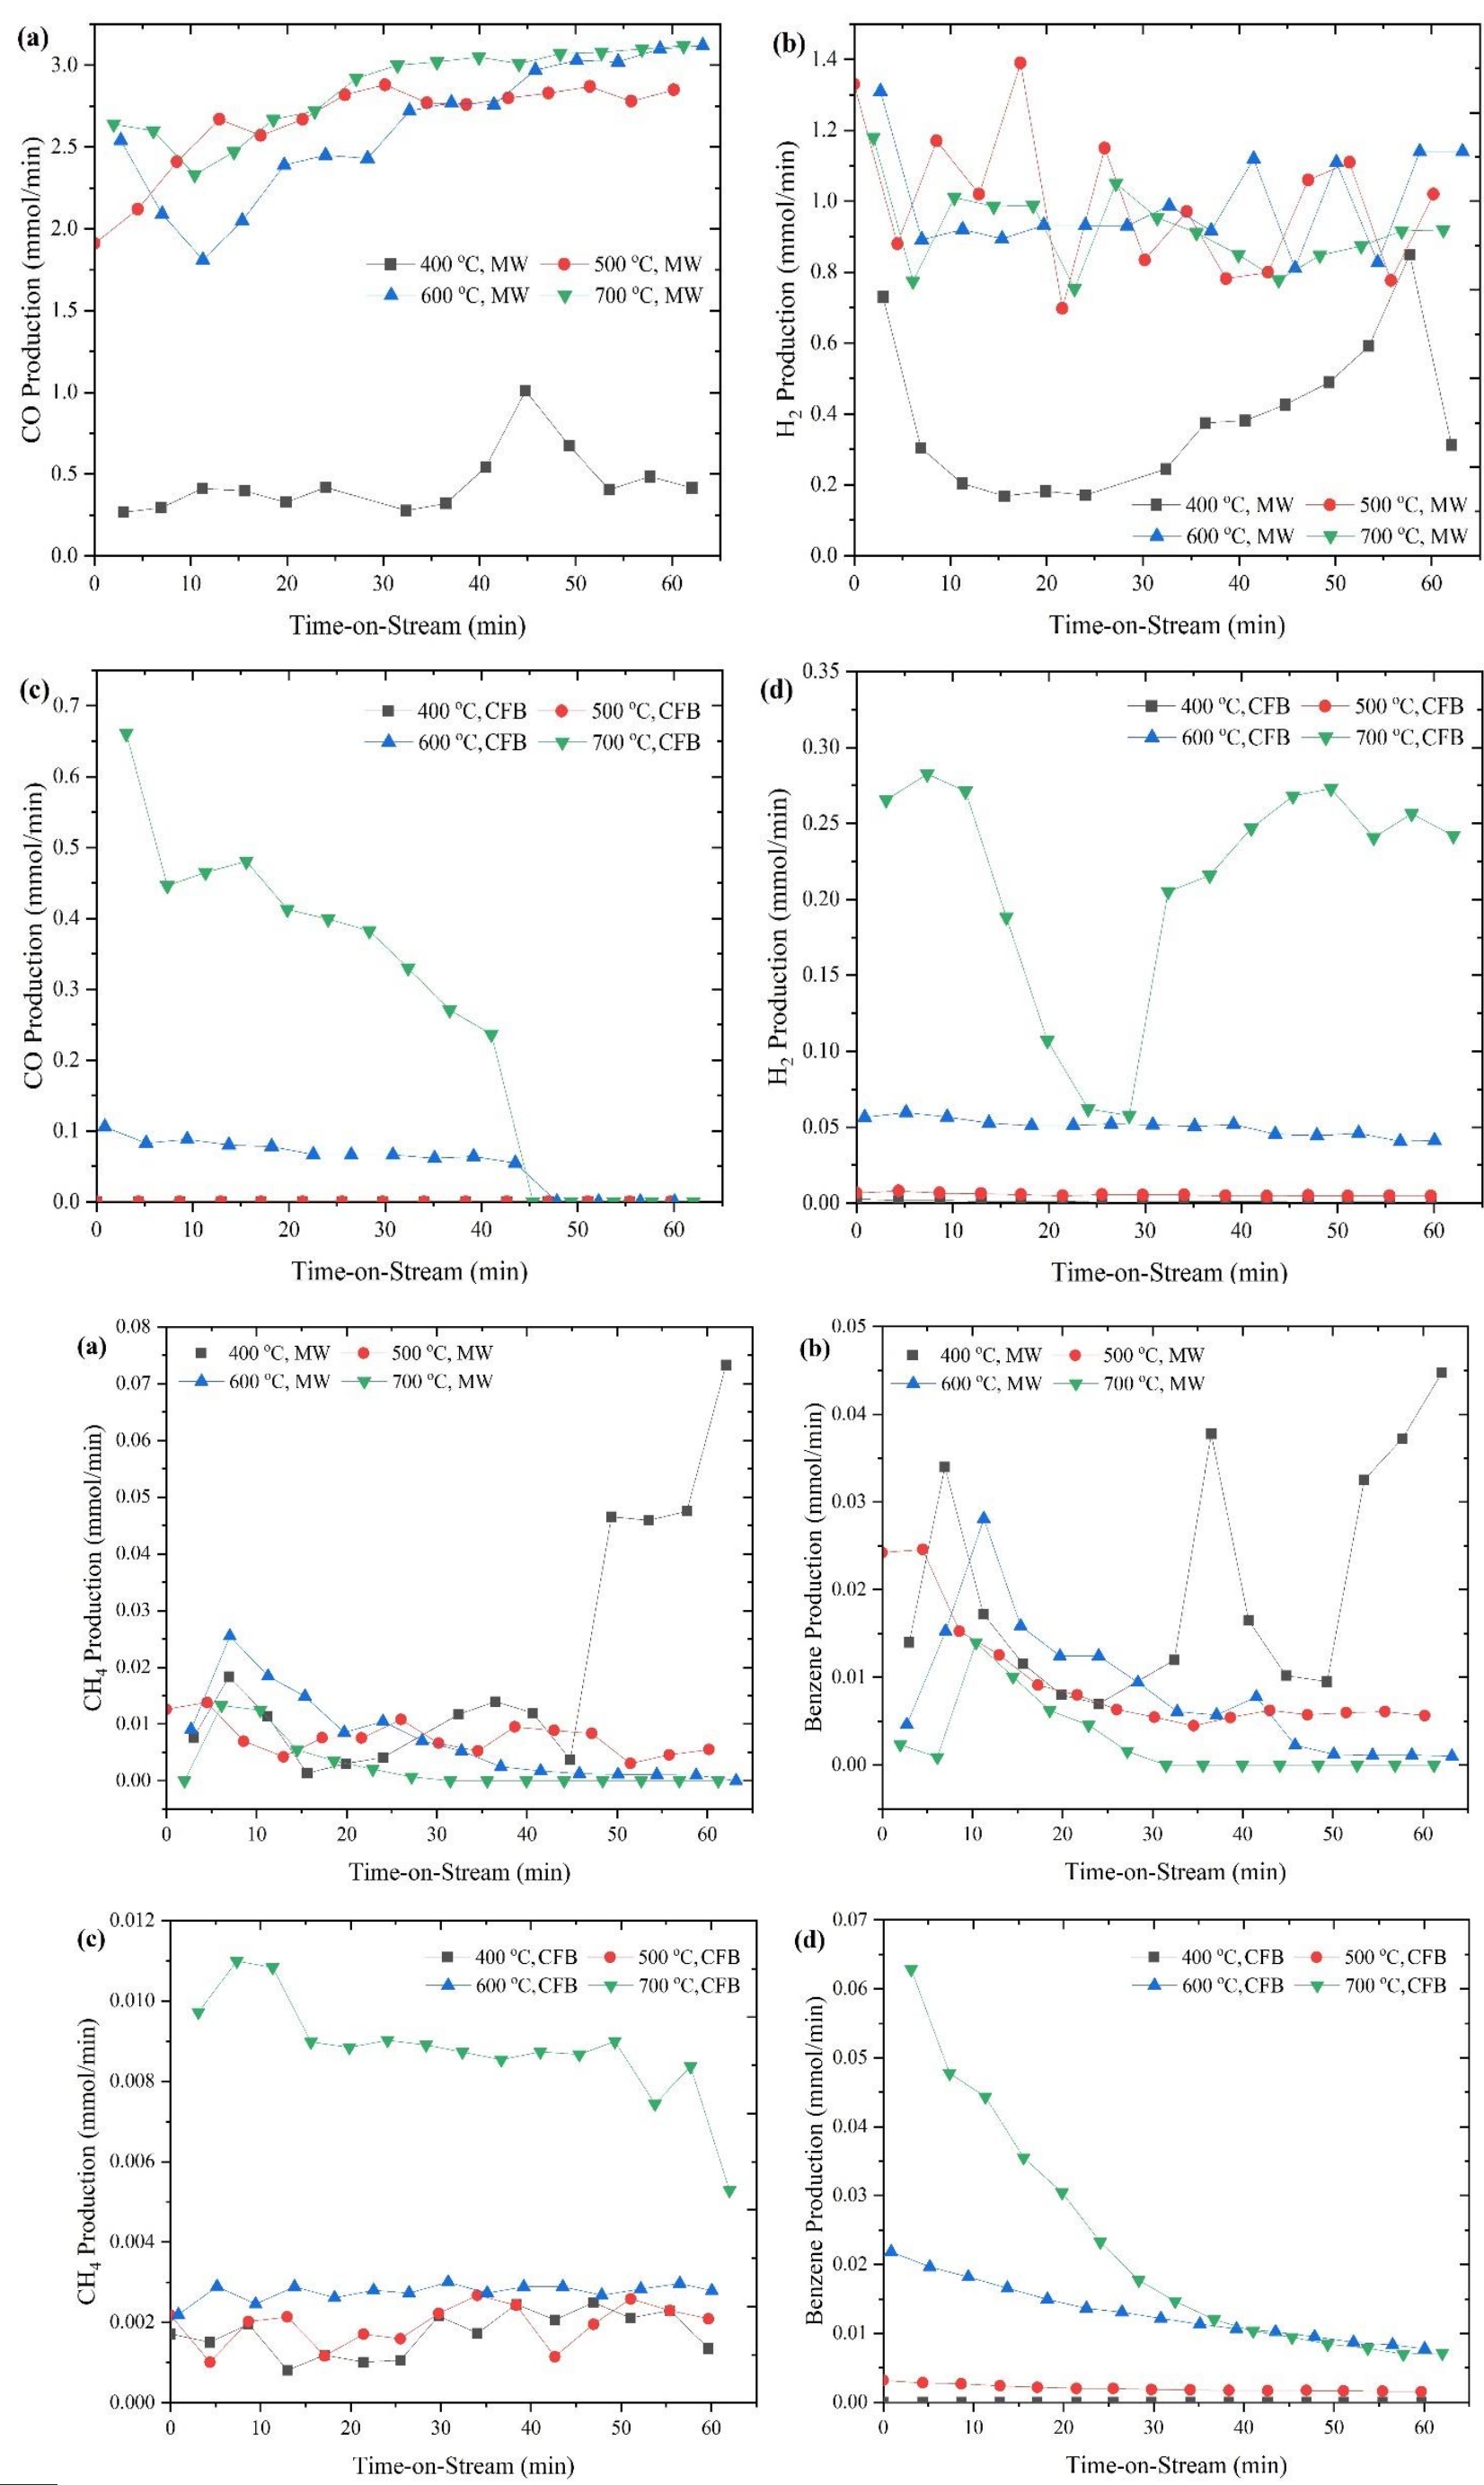 (a)
CO Production (mmol/min)
3.0
2.5
2.0
1.5
1.0
0.5
0.0
400 °C, MW 500 °C, MW
600 °C, MW 700 °C, MW
0 10 20 30 40 50 60
Time-on-Stream (min)
(b)
H₂ Production (mmol/min)
1.4
1.2
1.0
0.8
0.6
0.4
0.2
0.0
400 °C, MW 500 °C, MW
600 °C, MW 700 °C, MW
0 10 20 30 40 50 60
Time-on-Stream (min)
(c)
CO Production (mmol/min)
0.7
0.6
0.5
0.4
0.3
0.2
0.1
0.0
400 °C, CFB 500 °C, CFB
600 °C, CFB 700 °C, CFB
0 10 20 30 40 50 60
Time-on-Stream (min)
(d)
H₂ Production (mmol/min)
0.35
0.30
0.25
0.20
0.15
0.10
0.05
0.00
400 °C, CFB 500 °C, CFB
600 °C, CFB 700 °C, CFB
0 10 20 30 40 50 60
Time-on-Stream (min)
(a)
CH₄ Production (mmol/min)
0.08
0.07
0.06
0.05
0.04
0.03
0.02
0.01
0.00
400 °C, MW 500 °C, MW
600 °C, MW 700 °C, MW
0 10 20 30 40 50 60
Time-on-Stream (min)
(b)
Benzene Production (mmol/min)
0.05
0.04
0.03
0.02
0.01
0.00
400 °C, MW 500 °C, MW
600 °C, MW 700 °C, MW
0 10 20 30 40 50 60
Time-on-Stream (min)
(c)
CH₄ Production (mmol/min)
0.012
0.010
0.008
0.006
0.004
0.002
0.000
400 °C, CFB 500 °C, CFB
600 °C, CFB 700 °C, CFB
0 10 20 30 40 50 60
Time-on-Stream (min)
(d)
Benzene Production (mmol/min)
0.07
0.06
0.05
0.04
0.03
0.02
0.01
0.00
400 °C, CFB 500 °C, CFB
600 °C, CFB 700 °C, CFB
0 10 20 30 40 50 60
Time-on-Stream (min)